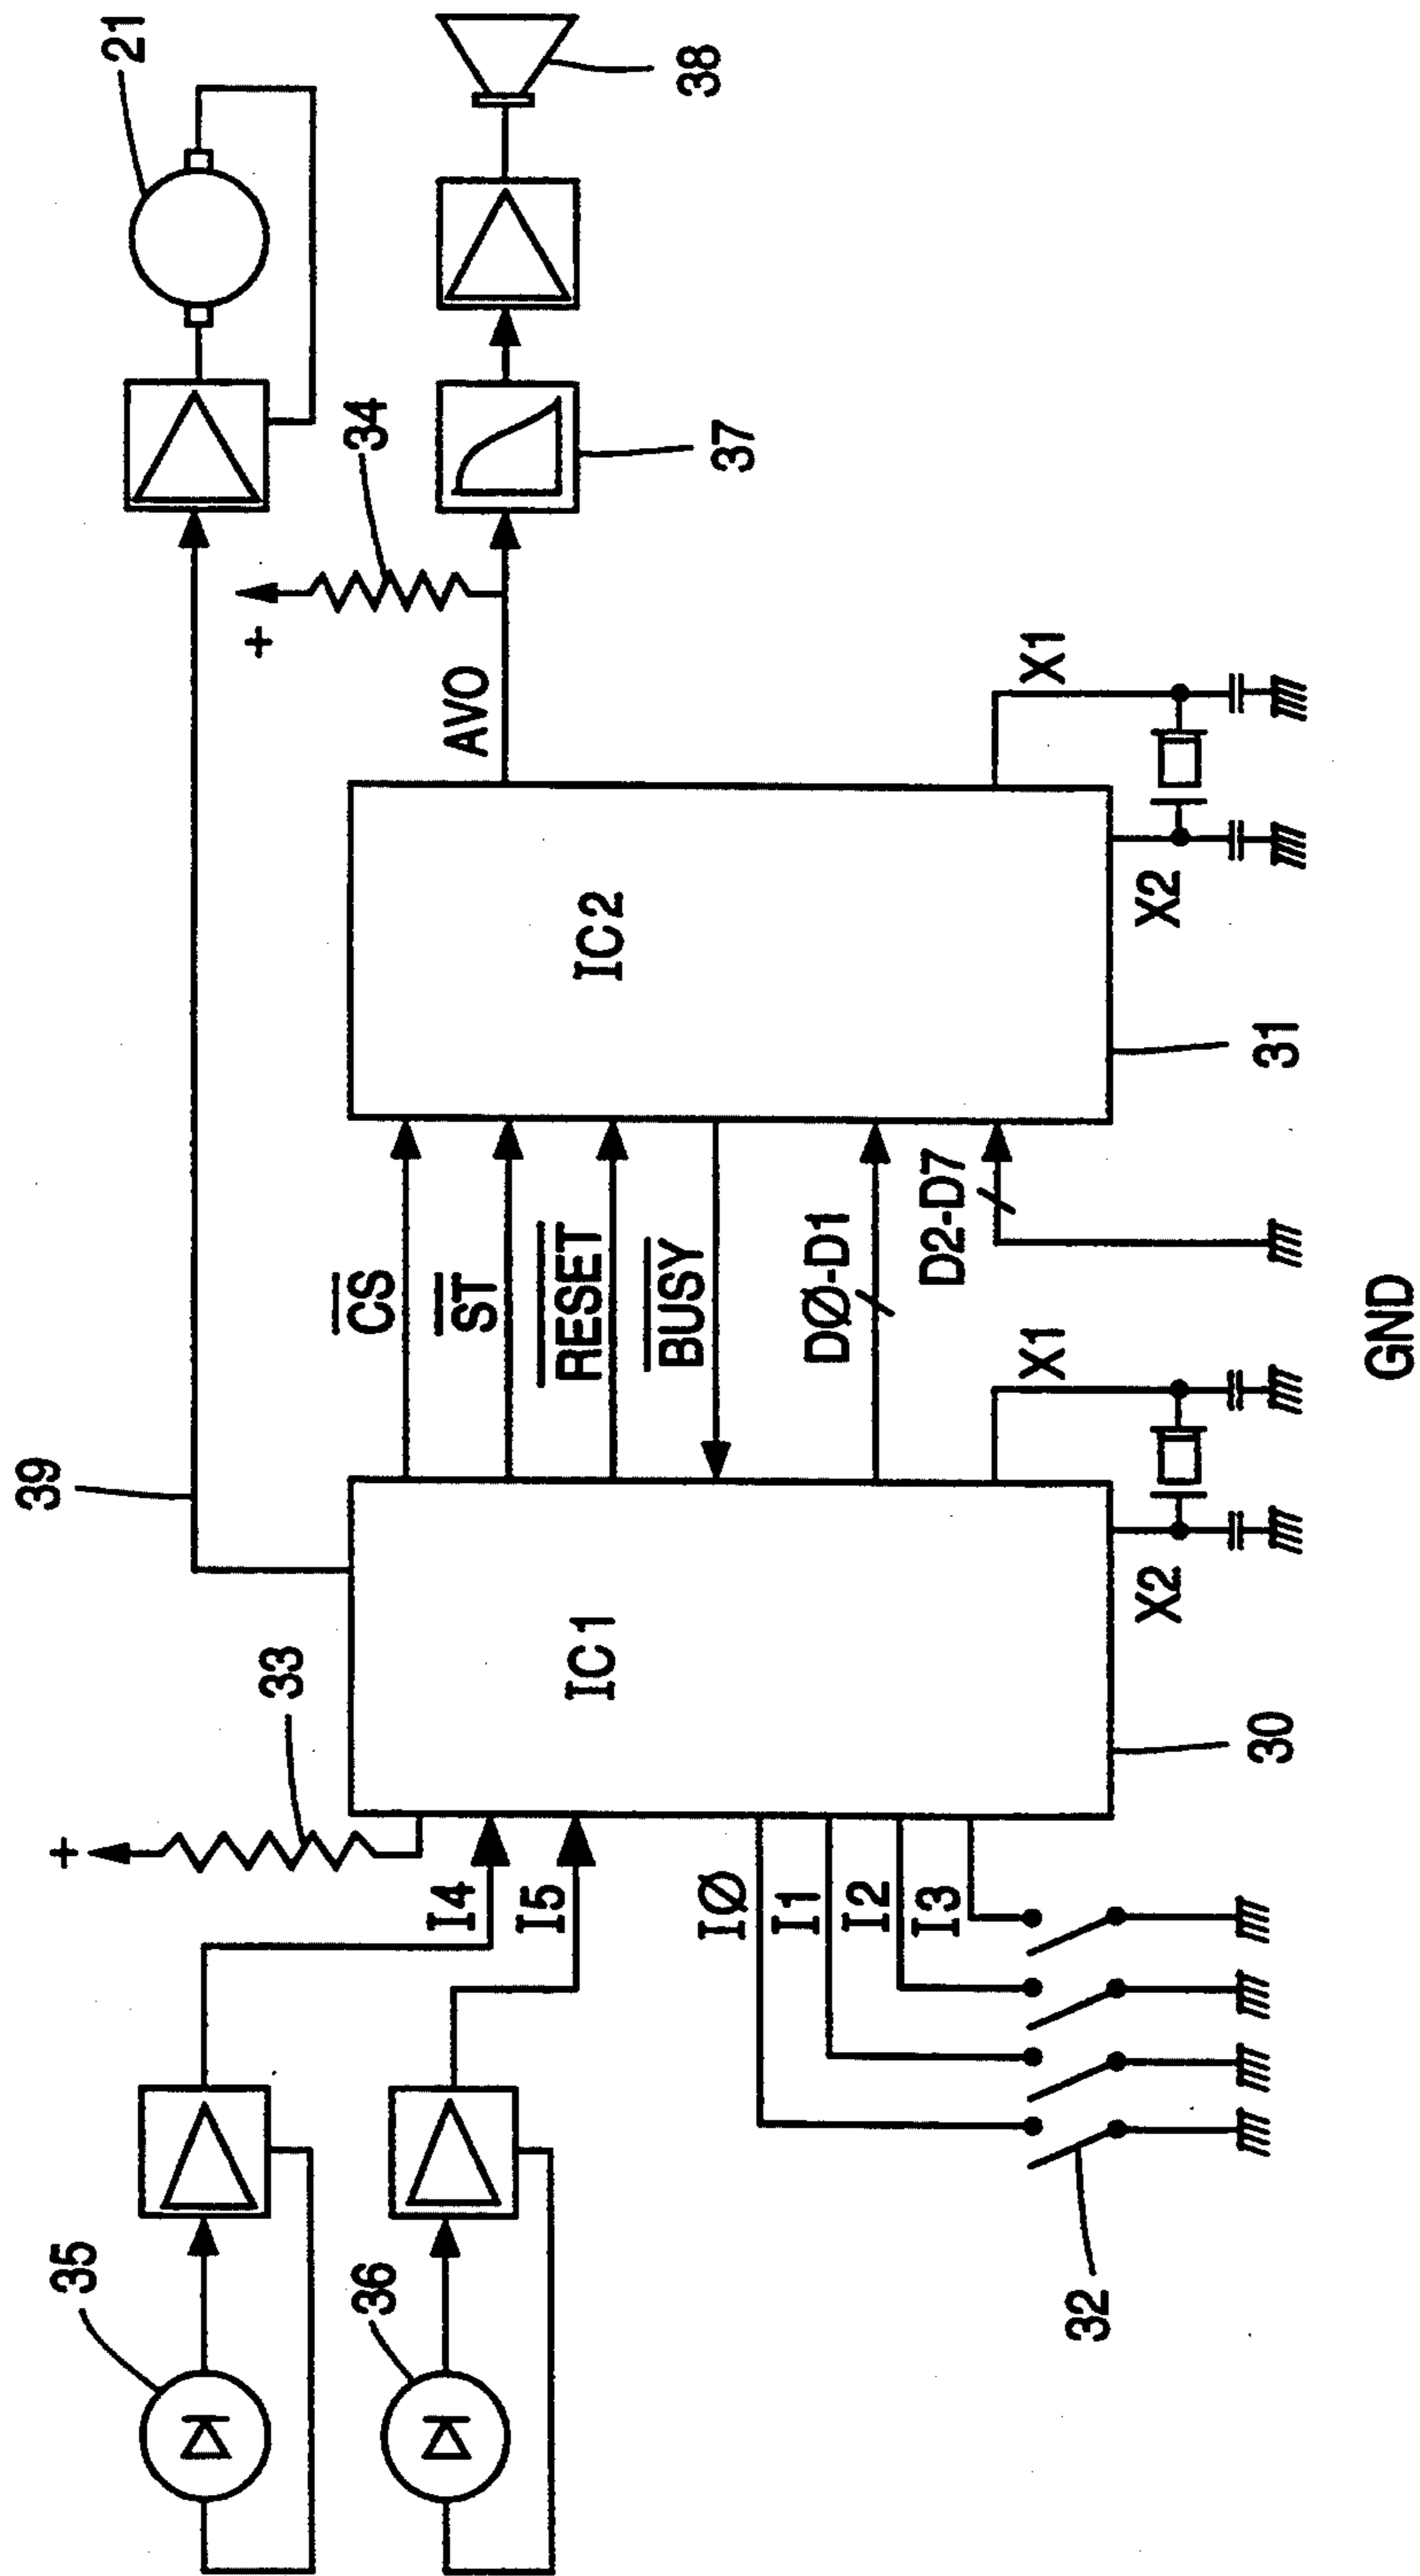 39
21
33
+
34
+
35
I4
CS
AVO
38
36
I5
ST
37
IC1
RESET
IC2
IØ
BUSY
I1
I2
DØ-D1
I3
D2-D7
X1
X1
32
X2
X2
30
31
GND